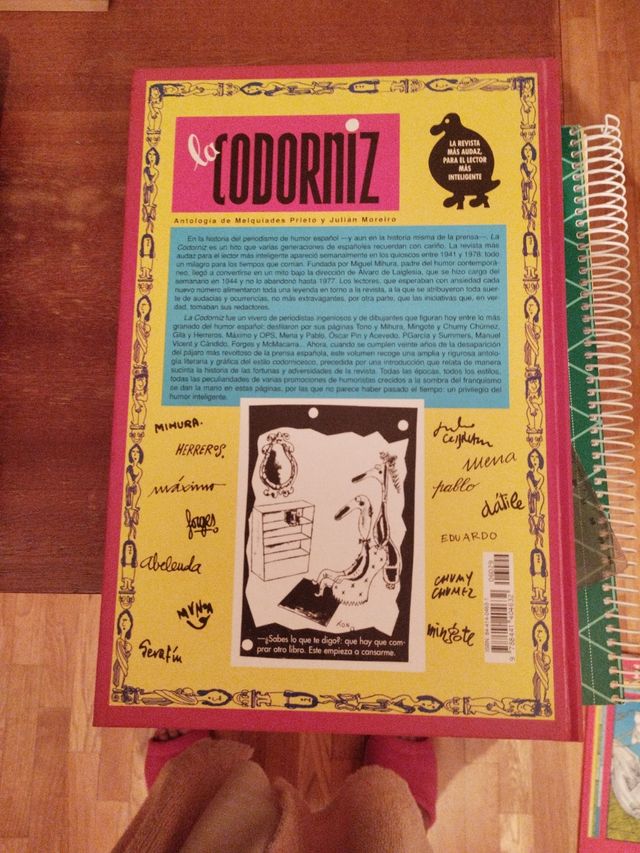 la CODORNIZ
LA REVISTA
MÁS AUDAZ,
PARA EL LECTOR
MÁS
INTELIGENTE
Antología de Melquíades Prieto y Julián Moreiro
En la historia del periodismo de humor español —y aun en la historia misma de la prensa—, La
Codorniz es un hito que varias generaciones de españoles recuerdan con cariño. La revista más
audaz para el lector más inteligente apareció semanalmente en los quioscos entre 1941 y 1978: todo
un milagro para los tiempos que corrían. Fundada por Miguel Mihura, padre del humor contemporá-
neo, llegó a convertirse en un mito bajo la dirección de Álvaro de Laiglesia, que se hizo cargo del
semanario en 1944 y no lo abandonó hasta 1977. Los lectores, que esperaban con ansiedad cada
nuevo número alimentaron toda una leyenda en torno a la revista, a la que se atribuyeron toda suer-
te de audacias y ocurrencias, no más extravagantes, por otra parte, que las iniciativas que, en ver-
dad, tomaban sus redactores.
La Codorniz fue un vivero de periodistas ingeniosos y de dibujantes que figuran hoy entre lo más
granado del humor español: desfilaron por sus páginas Tono y Mihura, Mingote y Chumy Chúmez,
Gila y Herreros, Máximo y OPS, Mena y Pablo, Óscar Pin y Acevedo, PGarcía y Summers, Manuel
Vicent y Cándido, Forges y McMacarra... Ahora, cuando se cumplen veinte años de la desaparición
del pájaro más revoltoso de la prensa española, este volumen recoge una amplia y rigurosa antolo-
gía literaria y gráfica del estilo codornicesco, precedida por una introducción que relata de manera
sucinta la historia de las fortunas y adversidades de la revista. Todas las épocas, todos los estilos,
todas las peculiaridades de varias promociones de humoristas crecidos a la sombra del franquismo
se dan la mano en estas páginas, por las que no parece haber pasado el tiempo: un privilegio del
humor inteligente.
MIHURA.
HERREROS.
máximo
forges
Abelenda
MUNOA
Serafín
mena
pablo
dátile
EDUARDO
CHUMY
CHUMEZ
mingote
TONO
—¿Sabes lo que te digo?: que hay que com-
prar otro libro. Este empieza a cansarme.